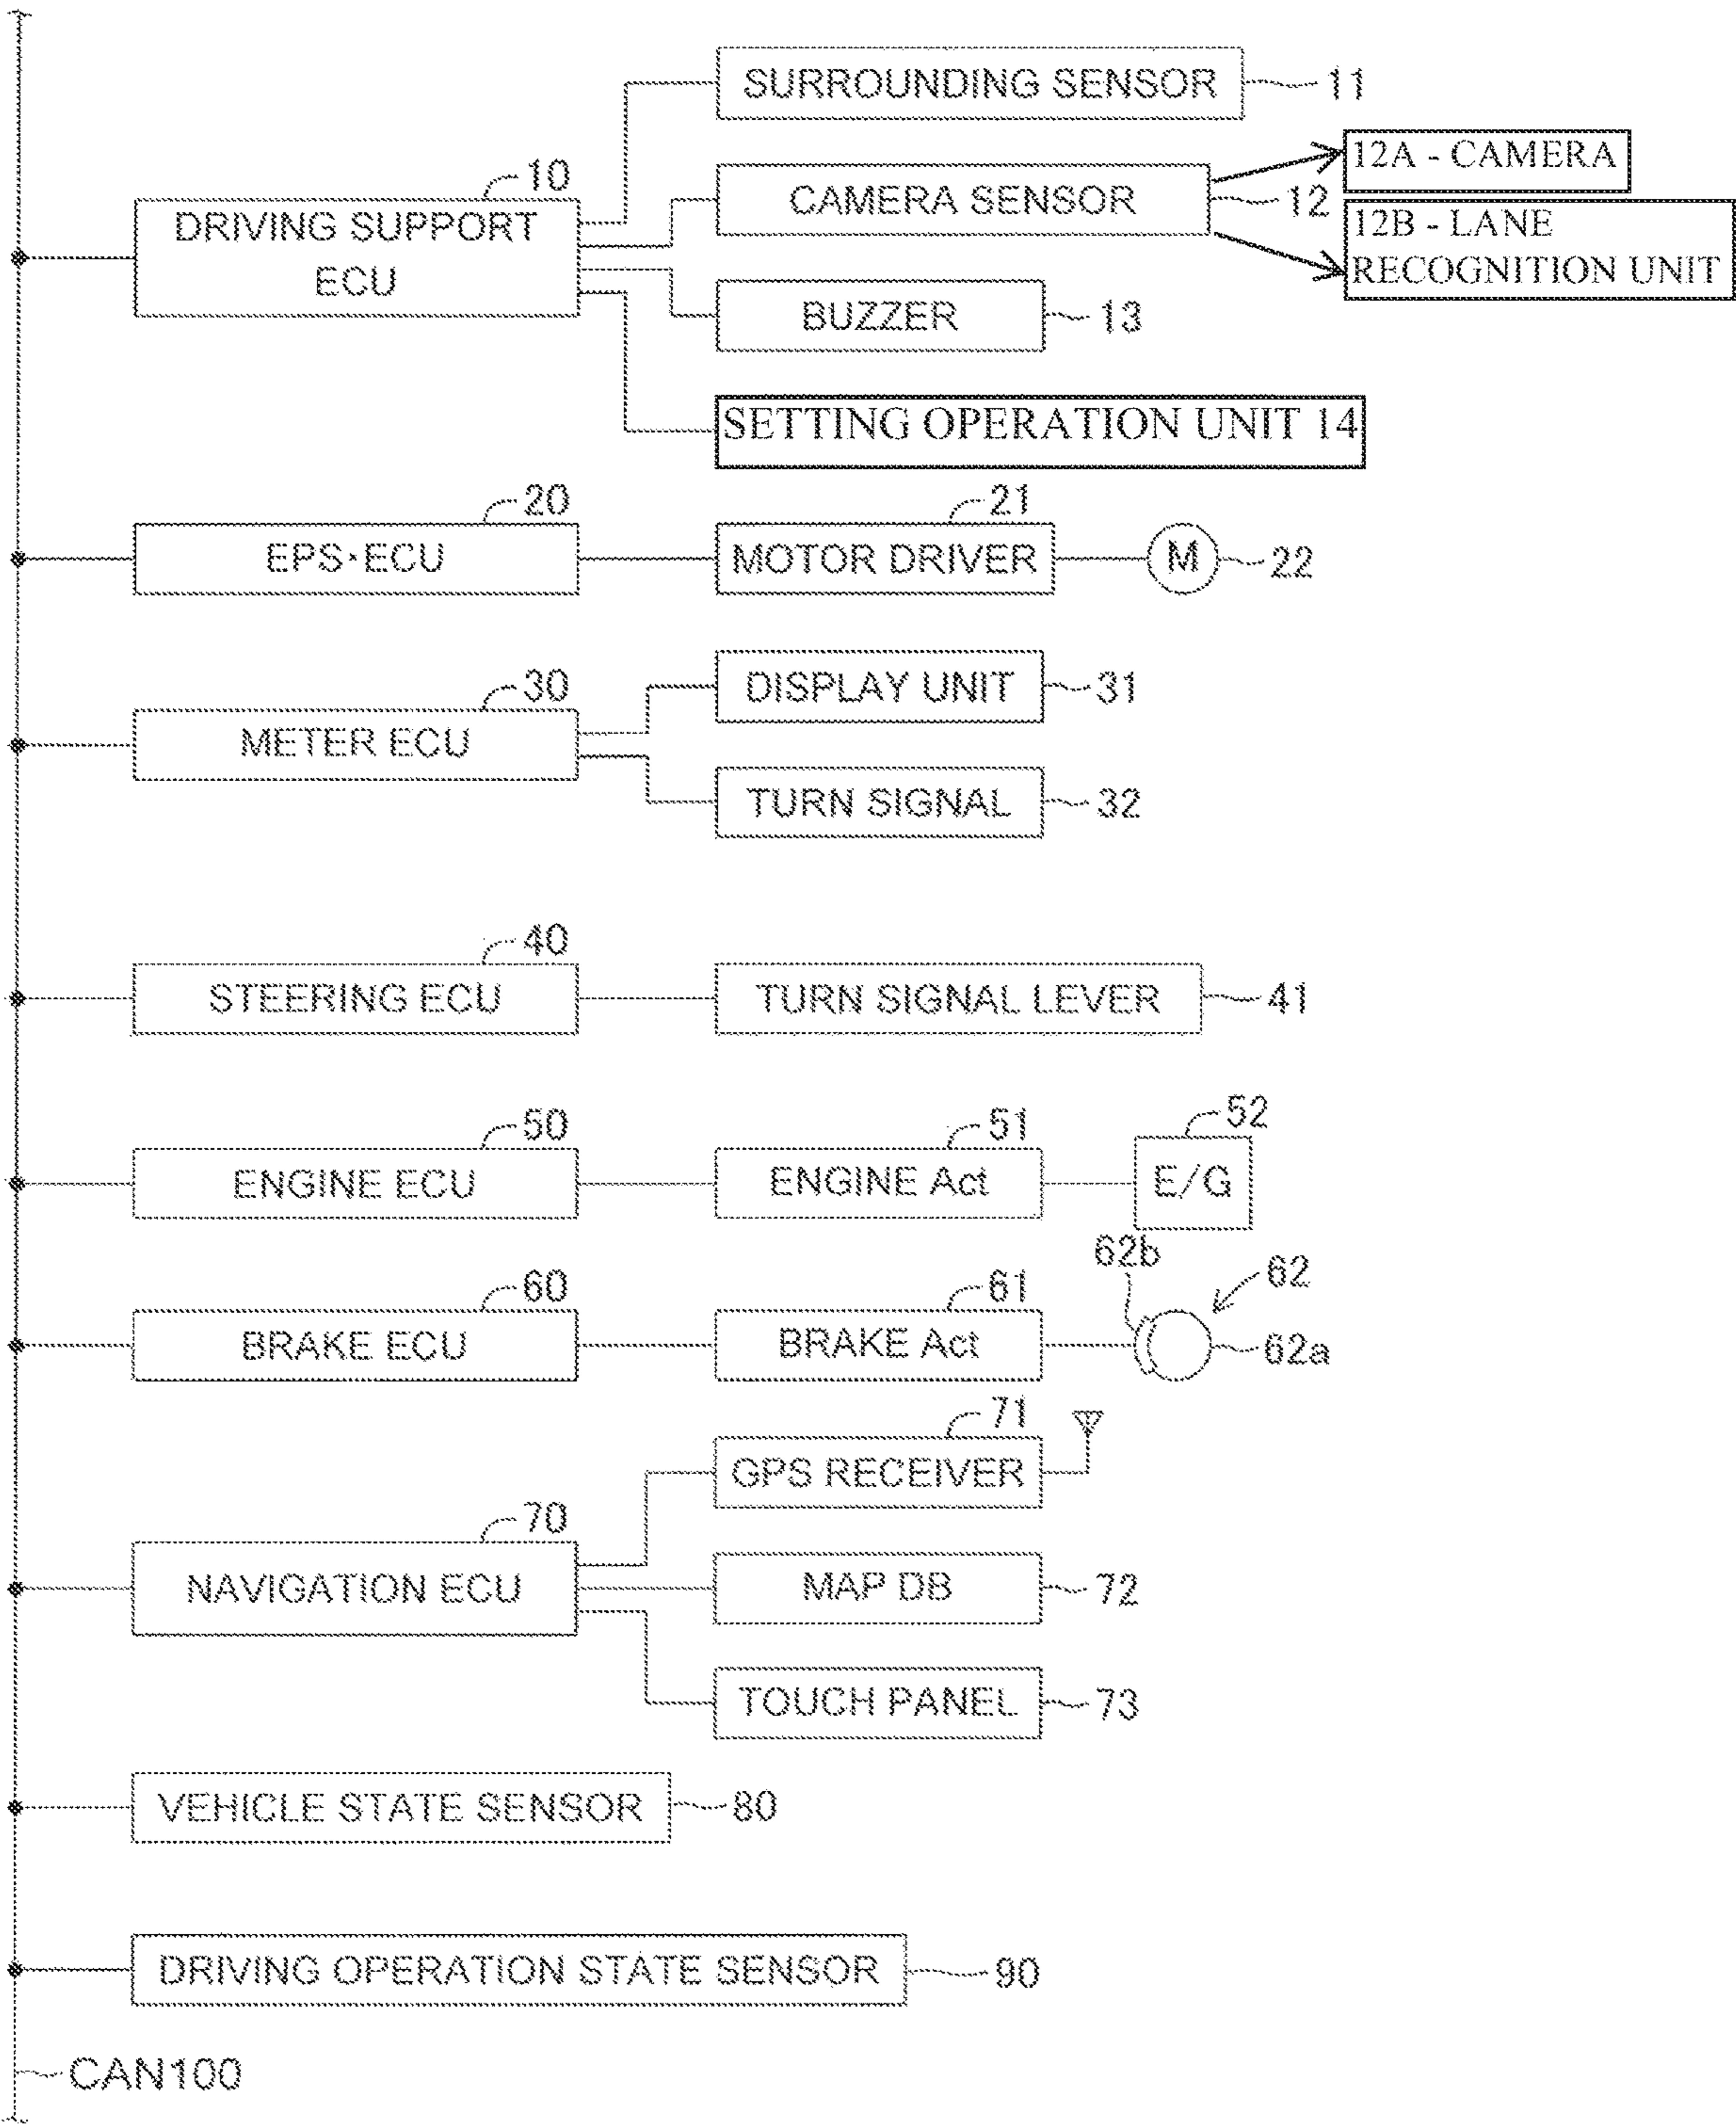 SURROUNDING SENSOR 11
12A - CAMERA
10
CAMERA SENSOR 12
DRIVING SUPPORT
ECU
12B - LANE
RECOGNITION UNIT
BUZZER 13
SETTING OPERATION UNIT 14
20 21
EPS·ECU MOTOR DRIVER M 22
30 DISPLAY UNIT 31
METER ECU
TURN SIGNAL 32
40
STEERING ECU TURN SIGNAL LEVER 41
50 51 52
ENGINE ECU ENGINE Act E/G
62b
60 61 62
BRAKE ECU BRAKE Act 62a
71
GPS RECEIVER
70
NAVIGATION ECU MAP DB 72
TOUCH PANEL 73
VEHICLE STATE SENSOR 80
DRIVING OPERATION STATE SENSOR 90
CAN100